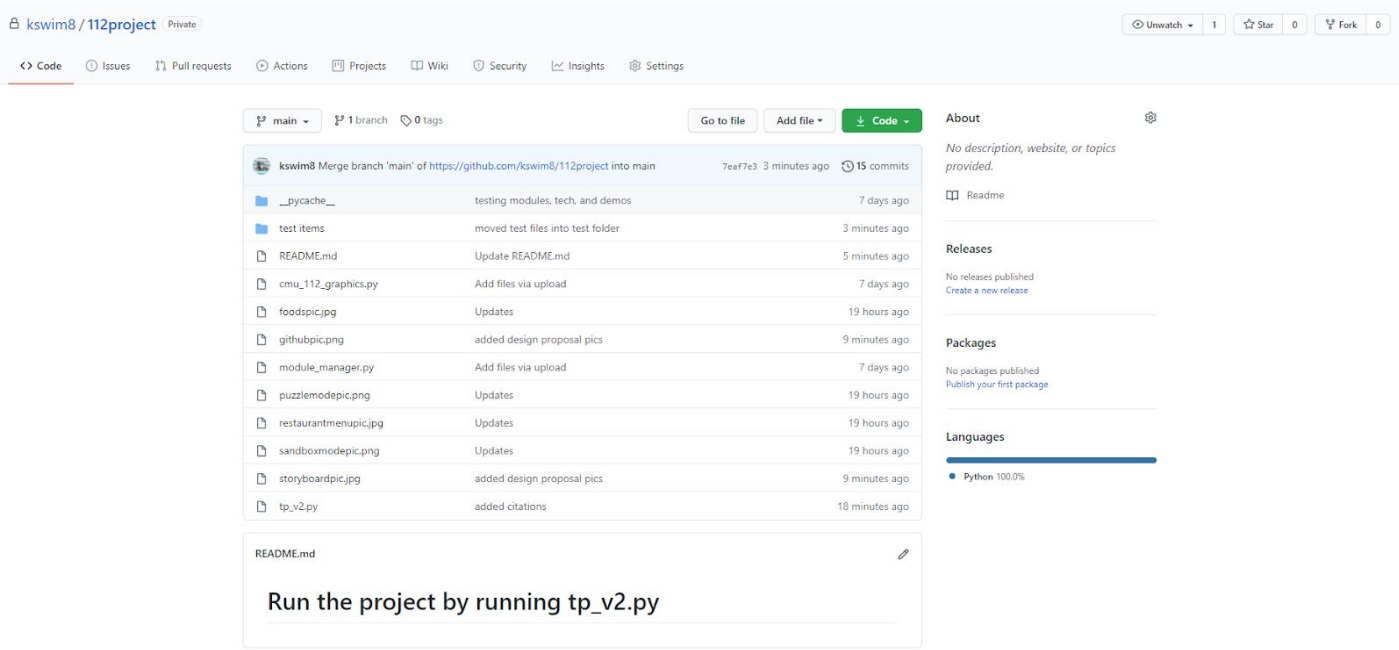 kswim8 / 112project Private Unwatch 1 Star 0 Fork 0
Code Issues Pull requests Actions Projects Wiki Security Insights Settings
main 1 branch 0 tags Go to file Add file Code
kswim8 Merge branch 'main' of https://github.com/kswim8/112project into main 7eaf7e3 3 minutes ago 15 commits
__pycache__ testing modules, tech, and demos 7 days ago
test items moved test files into test folder 3 minutes ago
README.md Update README.md 5 minutes ago
cmu_112_graphics.py Add files via upload 7 days ago
foodspic.jpg Updates 19 hours ago
githubpic.png added design proposal pics 9 minutes ago
module_manager.py Add files via upload 7 days ago
puzzlemodepic.png Updates 19 hours ago
restaurantmenupic.jpg Updates 19 hours ago
sandboxmodepic.png Updates 19 hours ago
storyboardpic.jpg added design proposal pics 9 minutes ago
tp_v2.py added citations 18 minutes ago
README.md
Run the project by running tp_v2.py
About
No description, website, or topics
provided.
Readme
Releases
No releases published
Create a new release
Packages
No packages published
Publish your first package
Languages
Python 100.0%